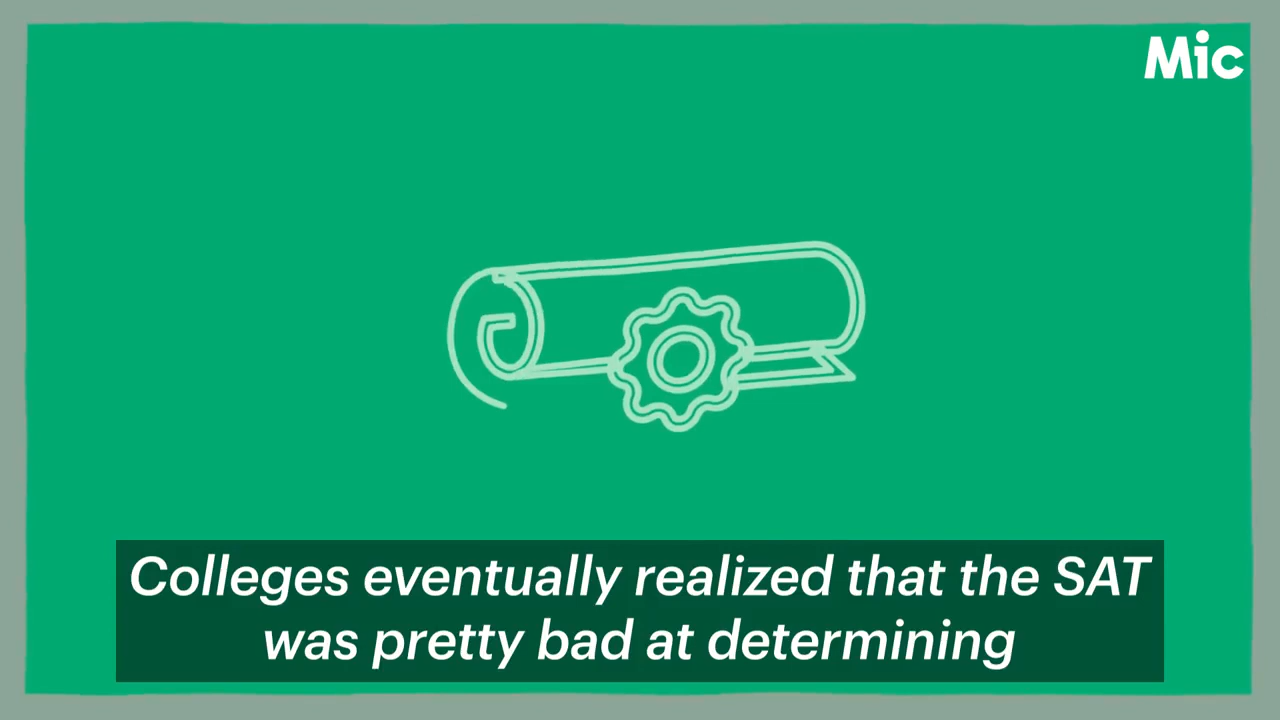 Mic
Colleges eventually realized that the SAT
was pretty bad at determining